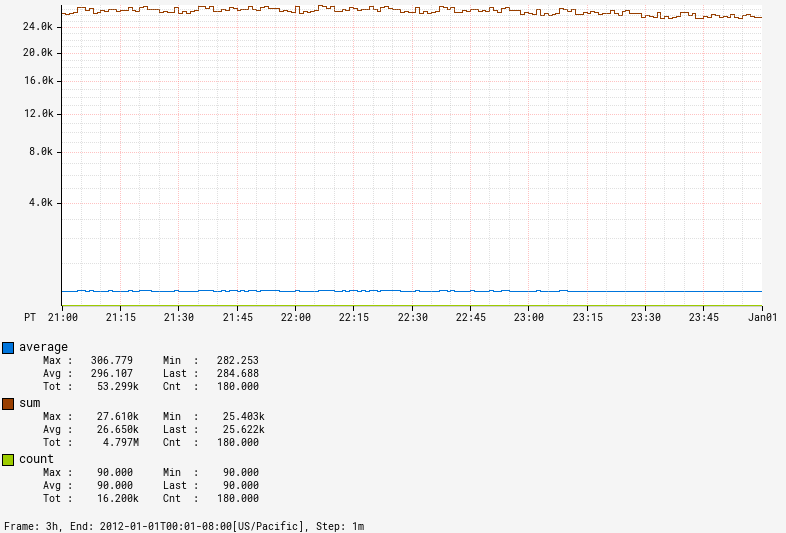 24.0k
20.0k
16.0k
12.0k
8.0k
4.0k
PT 21:00 21:15 21:30 21:45 22:00 22:15 22:30 22:45 23:00 23:15 23:30 23:45 Jan01
average
Max : 306.779 Min : 282.253
Avg : 296.107 Last : 284.688
Tot : 53.299k Cnt : 180.000
sum
Max : 27.610k Min : 25.403k
Avg : 26.650k Last : 25.622k
Tot : 4.797M Cnt : 180.000
count
Max : 90.000 Min : 90.000
Avg : 90.000 Last : 90.000
Tot : 16.200k Cnt : 180.000
Frame: 3h, End: 2012-01-01T00:01-08:00[US/Pacific], Step: 1m